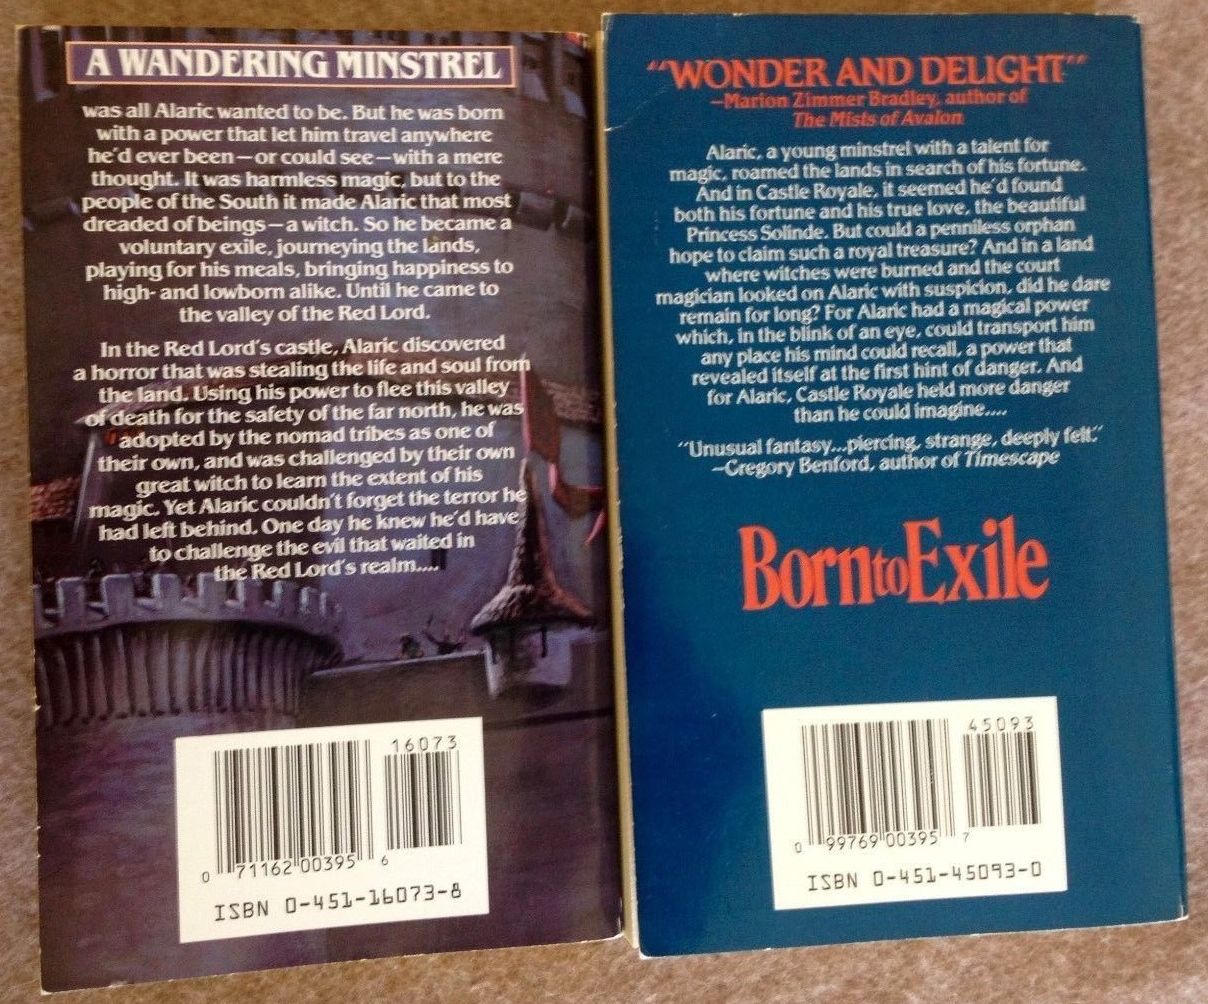 A WANDERING MINSTREL
was all Alaric wanted to be. But he was born
with a power that let him travel anywhere
he'd ever been—or could see—with a mere
thought. It was harmless magic, but to the
people of the South it made Alaric that most
dreaded of beings—a witch. So he became a
voluntary exile, journeying the lands,
playing for his meals, bringing happiness to
high- and lowborn alike. Until he came to
the valley of the Red Lord.
In the Red Lord's castle, Alaric discovered
a horror that was stealing the life and soul from
the land. Using his power to flee this valley
of death for the safety of the far north, he was
adopted by the nomad tribes as one of
their own, and was challenged by their own
great witch to learn the extent of his
magic. Yet Alaric couldn't forget the terror he
had left behind. One day he knew he'd have
to challenge the evil that waited in
the Red Lord's realm....
16073
0 71162 00395 6
ISBN 0-451-16073-8
"WONDER AND DELIGHT"
—Marion Zimmer Bradley, author of
The Mists of Avalon
Alaric, a young minstrel with a talent for
magic, roamed the lands in search of his fortune.
And in Castle Royale, it seemed he'd found
both his fortune and his true love, the beautiful
Princess Solinde. But could a penniless orphan
hope to claim such a royal treasure? And in a land
where witches were burned and the court
magician looked on Alaric with suspicion, did he dare
remain for long? For Alaric had a magical power
which, in the blink of an eye, could transport him
any place his mind could recall, a power that
revealed itself at the first hint of danger. And
for Alaric, Castle Royale held more danger
than he could imagine....
"Unusual fantasy...piercing, strange, deeply felt."
—Gregory Benford, author of Timescape
Born to Exile
45093
0 99769 00395 7
ISBN 0-451-45093-0